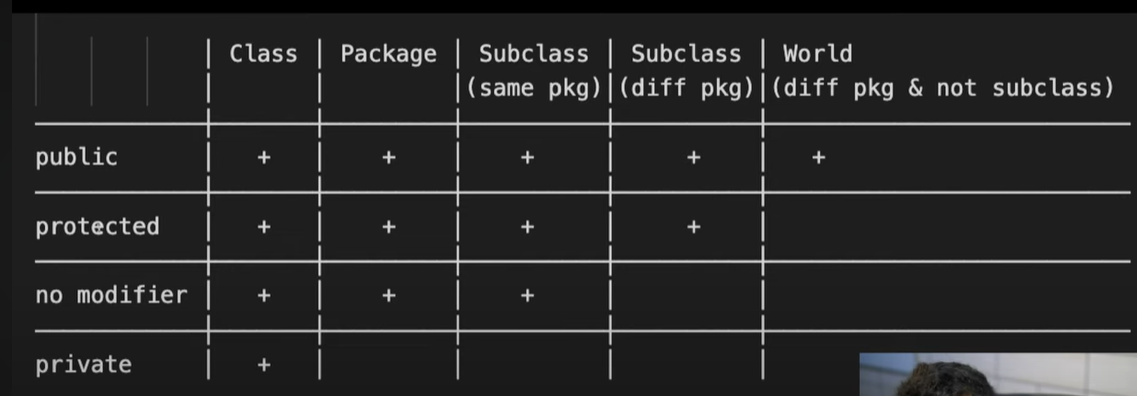 Class | Package | Subclass | Subclass | World
(same pkg) | (diff pkg) | (diff pkg & not subclass)
public | + | + | + | + | +
protected | + | + | + | + |
no modifier | + | + | + | |
private | + | | | |